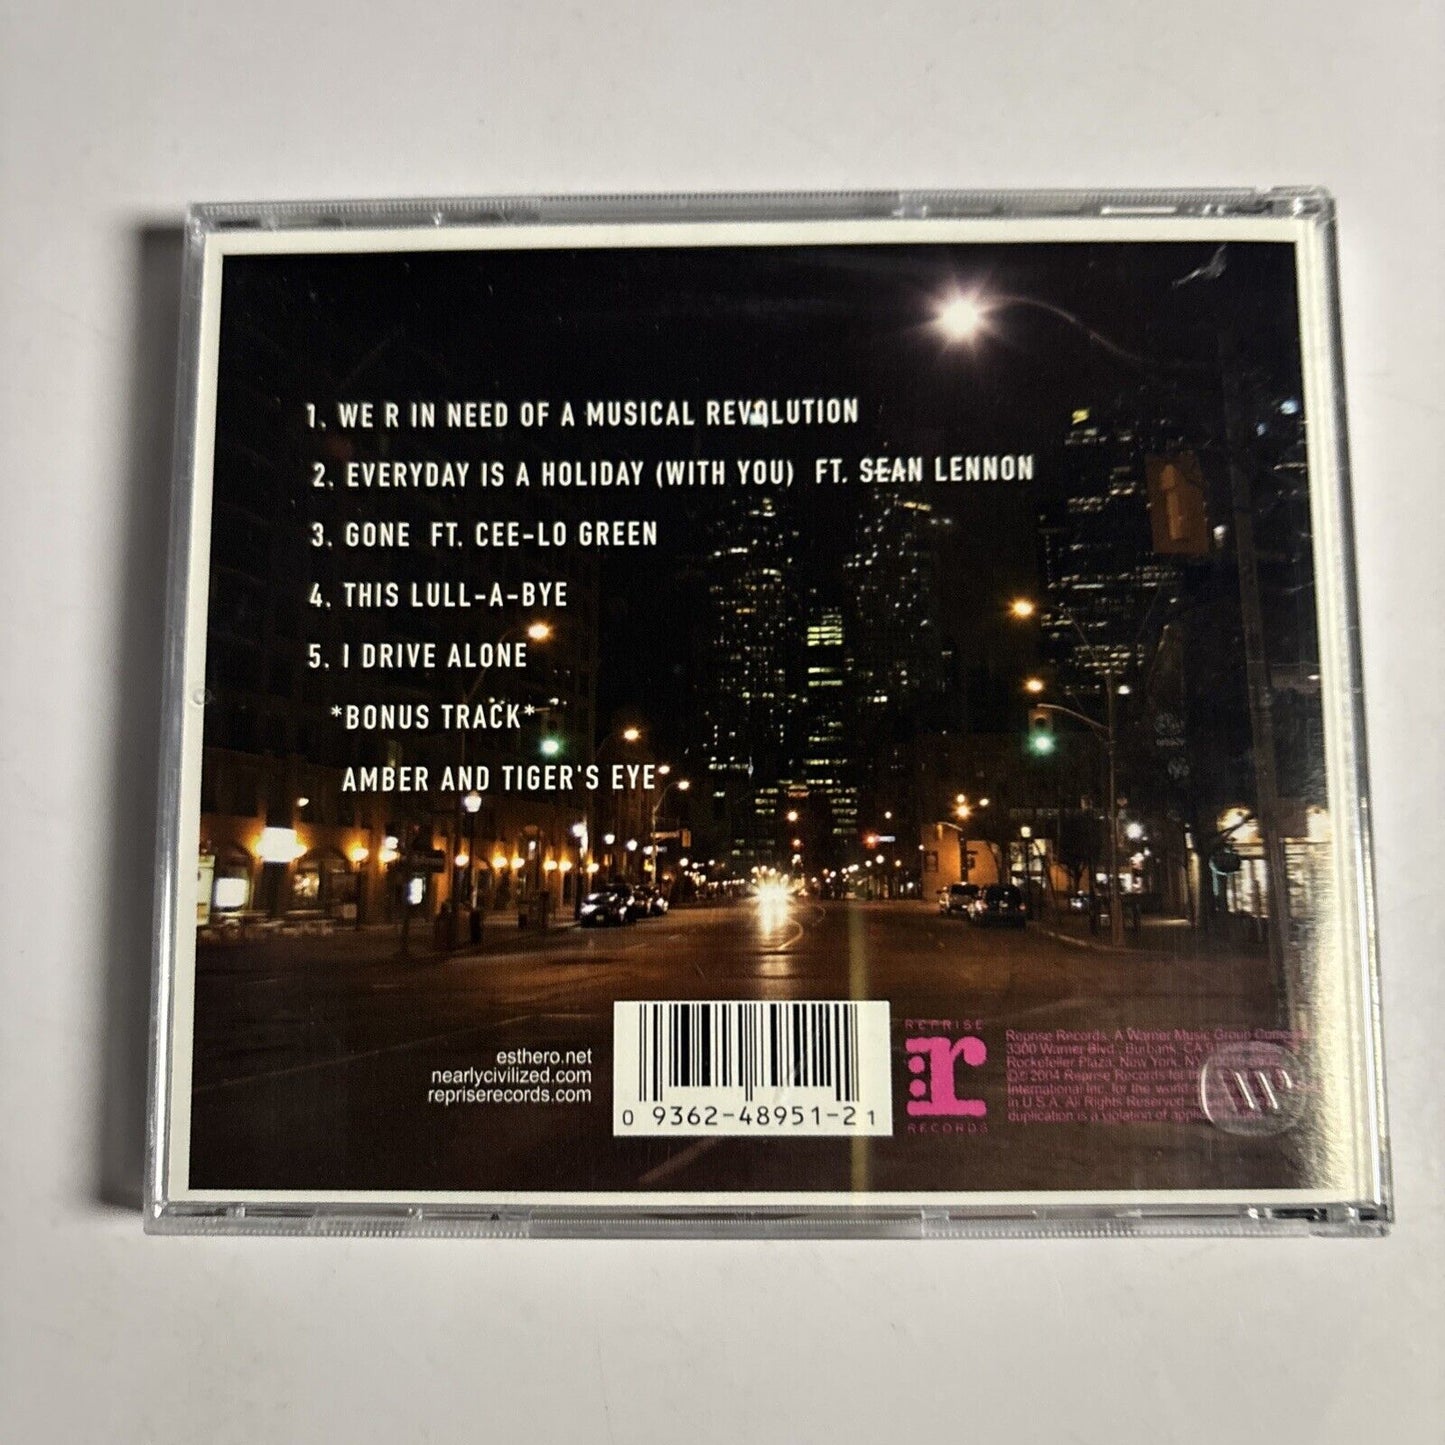 1. WE R IN NEED OF A MUSICAL REVOLUTION
2. EVERYDAY IS A HOLIDAY (WITH YOU) FT. SEAN LENNON
3. GONE FT. CEE-LO GREEN
4. THIS LULL-A-BYE
5. I DRIVE ALONE
*BONUS TRACK*
AMBER AND TIGER'S EYE
esthero.net
nearlycivilized.com
repriserecords.com
0 9362-48951-2 1
REPRISE
r
RECORDS
Reprise Records, A Warner Music Group
3300 Warner Blvd., Burbank, CA
Rockefeller Plaza, New York, NY
2004 Reprise Records for
International Inc. for the world
in U.S.A. All Rights Reserved.
duplication is a violation of